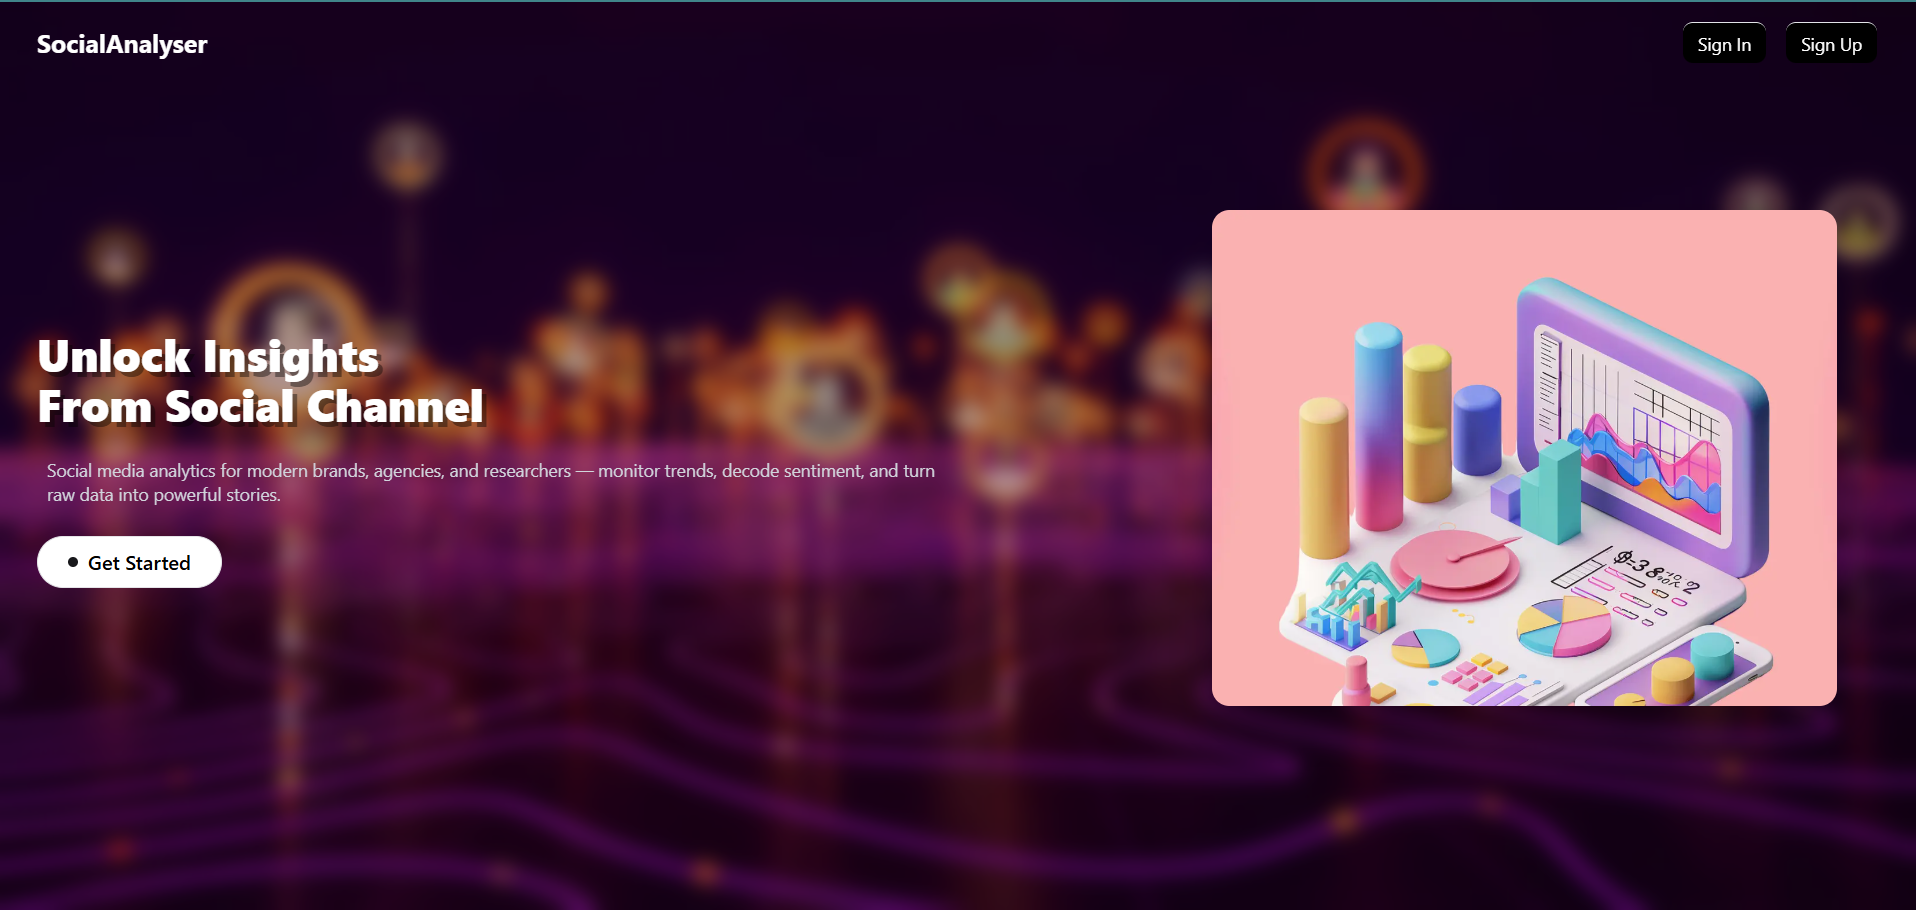 SocialAnalyser
Sign In
Sign Up
Unlock Insights
From Social Channel
Social media analytics for modern brands, agencies, and researchers — monitor trends, decode sentiment, and turn
raw data into powerful stories.
Get Started